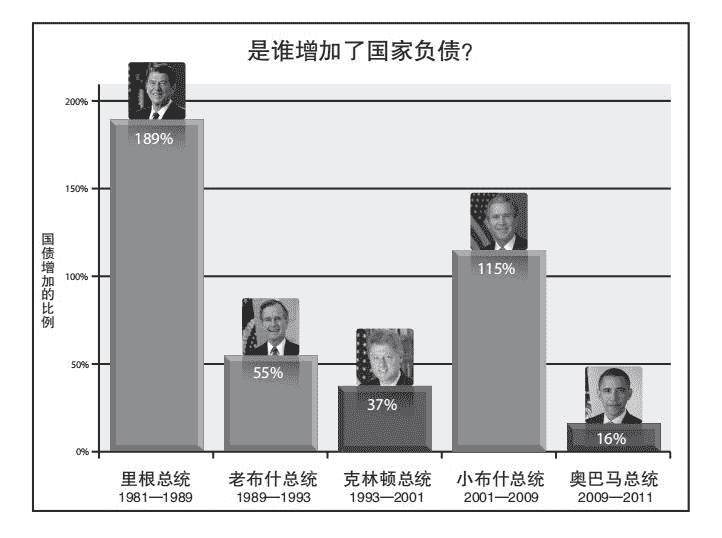 是谁增加了国家负债?
200%
150%
100%
50%
0%
国债增加的比例
189%
55%
37%
115%
16%
里根总统
1981—1989
老布什总统
1989—1993
克林顿总统
1993—2001
小布什总统
2001—2009
奥巴马总统
2009—2011